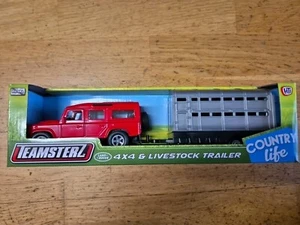 TEAMSTERZ
4X4 & LIVESTOCK TRAILER
COUNTRY
life